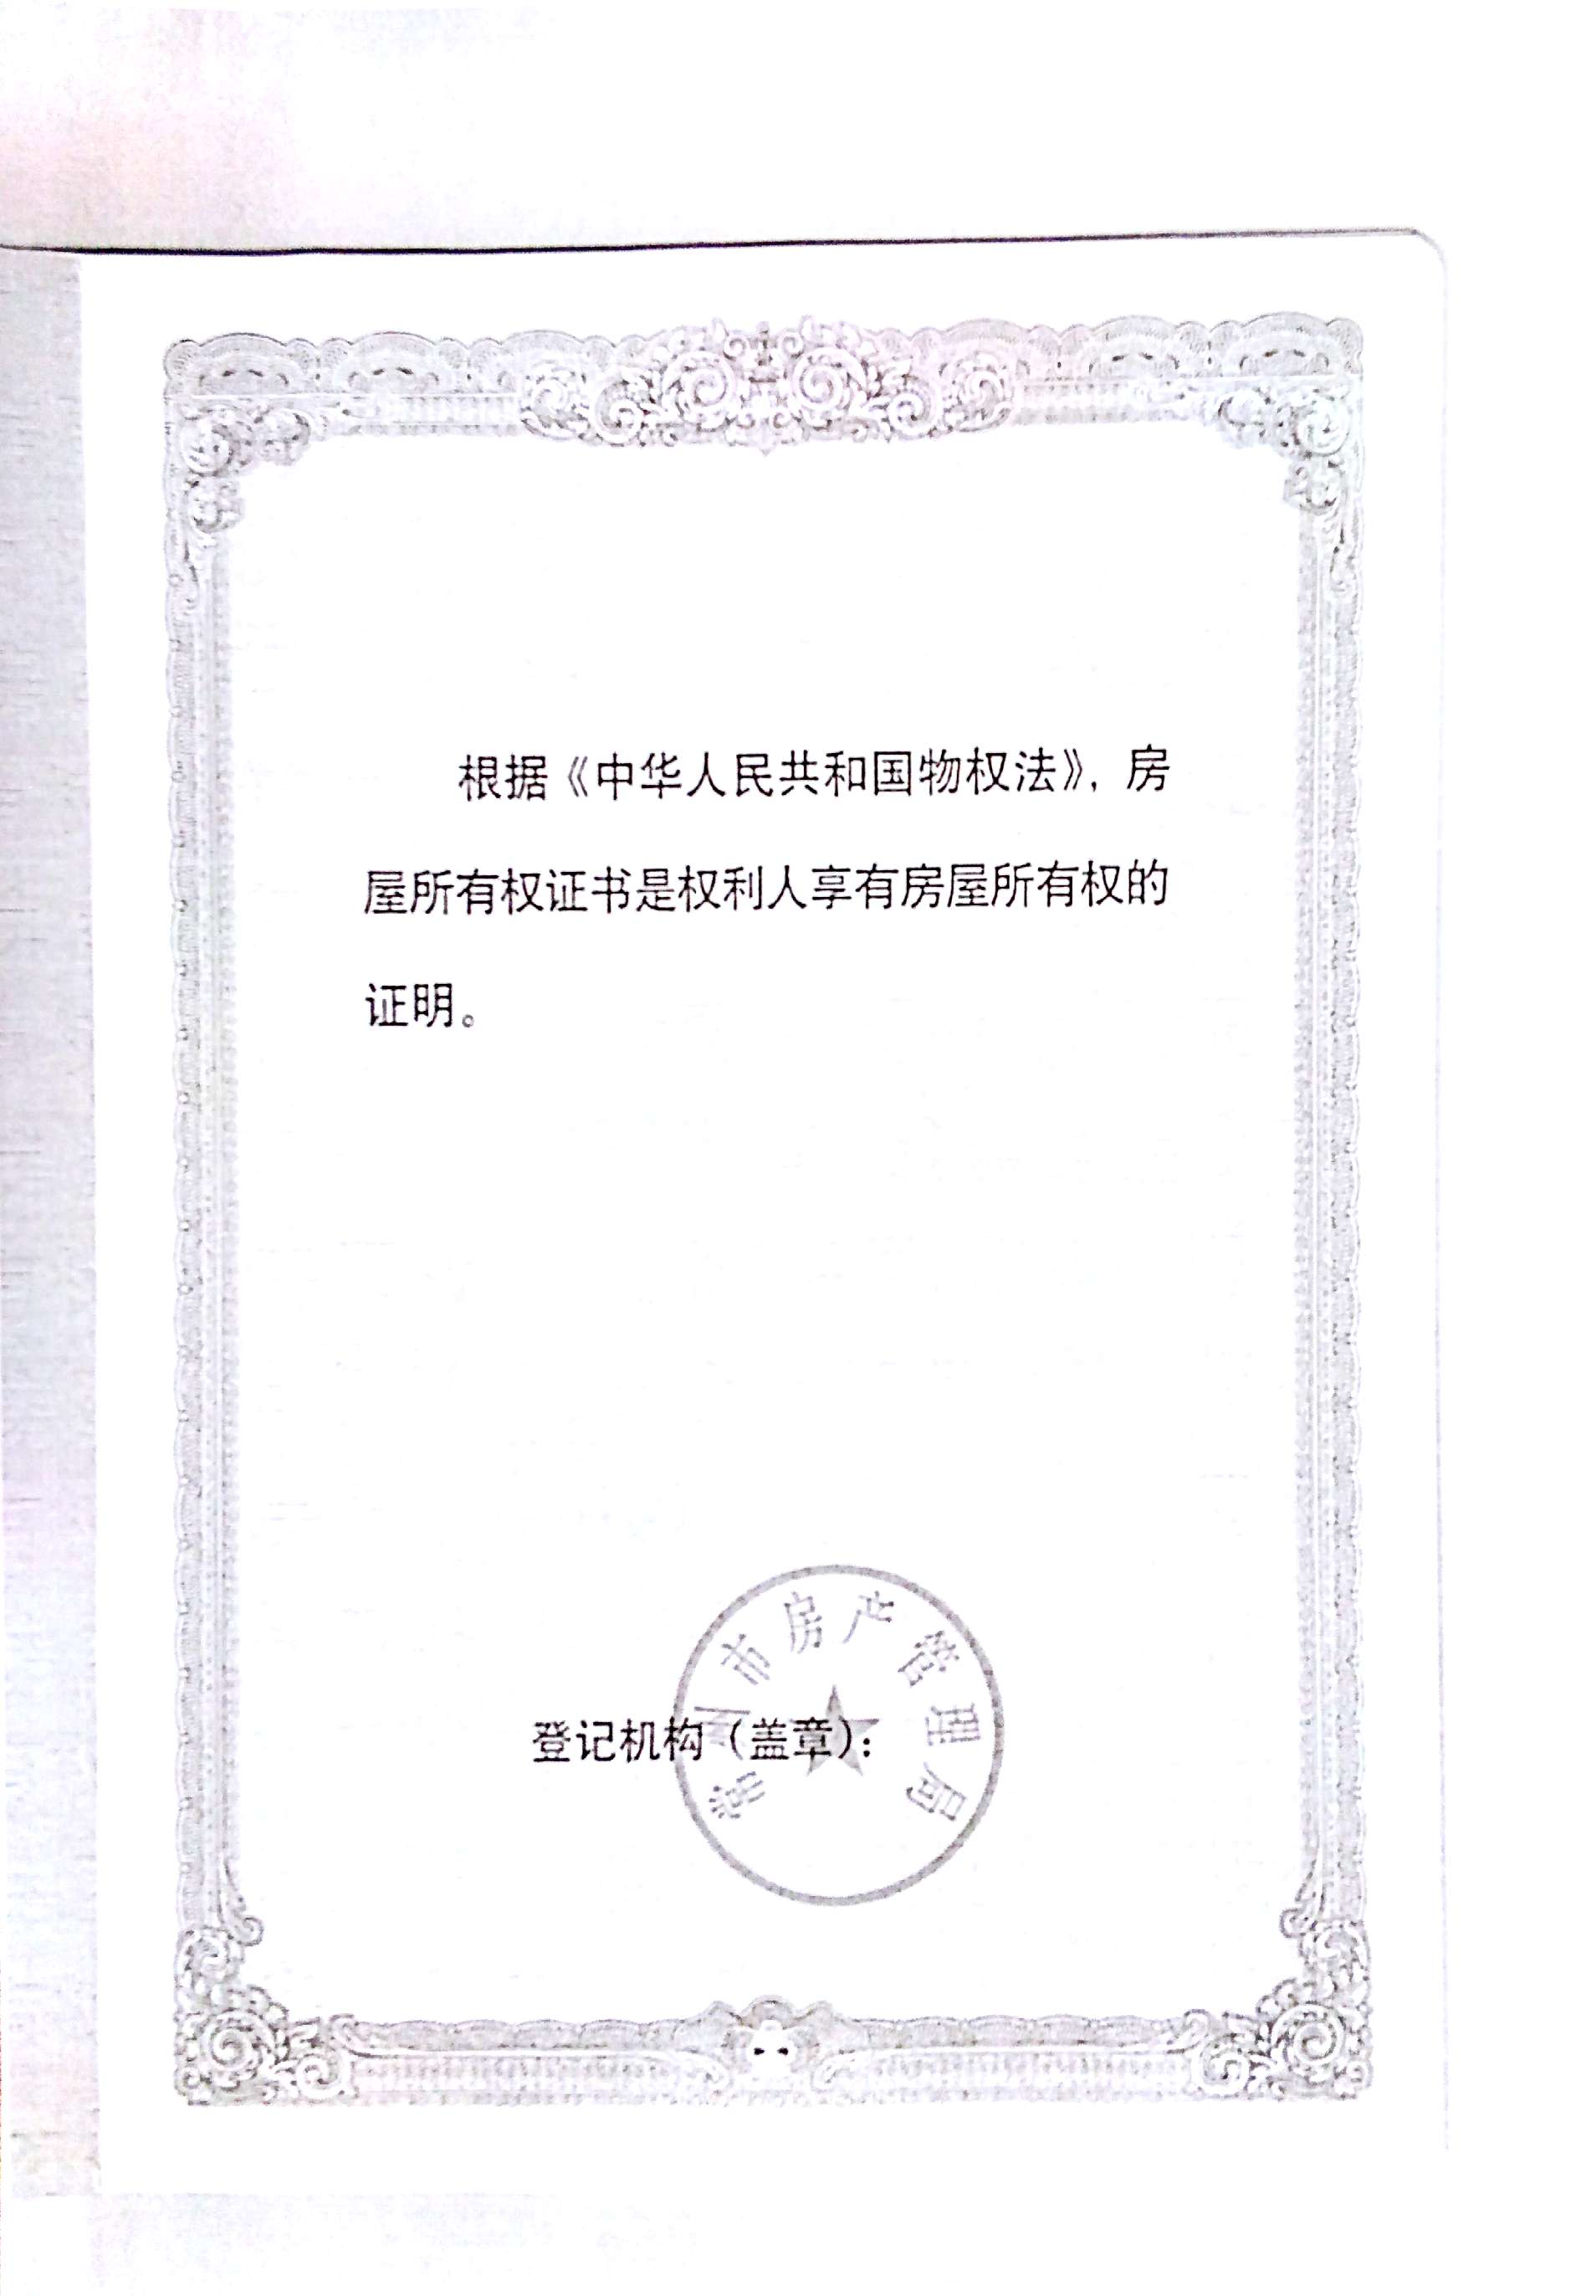 根据《中华人民共和国物权法》,房
屋所有权证书是权利人享有房屋所有权的
证明。
常州市房产管理局
登记机构(盖章):